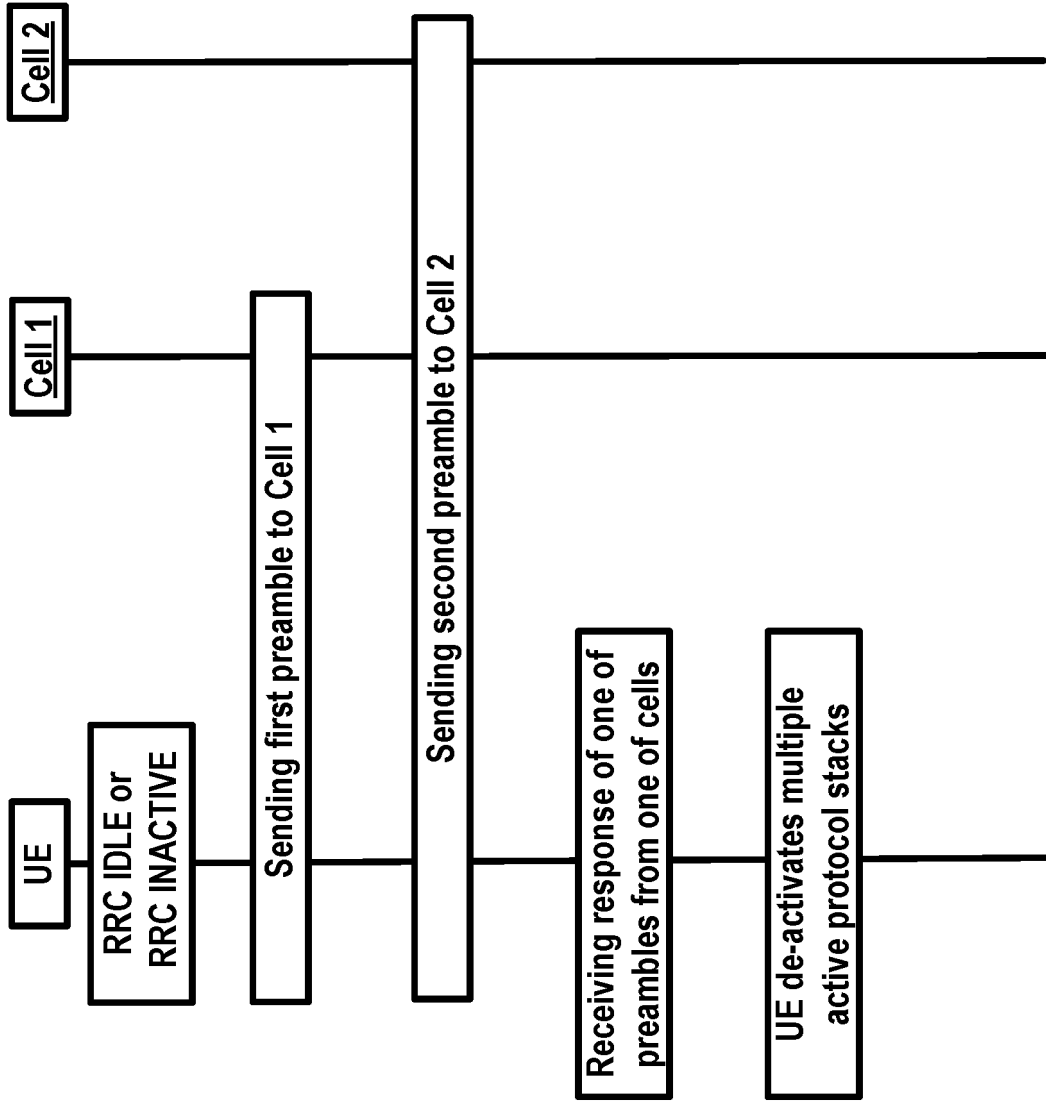 UE
Cell 1
Cell 2
RRC IDLE or
RRC INACTIVE
Sending first preamble to Cell 1
Sending second preamble to Cell 2
Receiving response of one of
preambles from one of cells
UE de-activates multiple
active protocol stacks